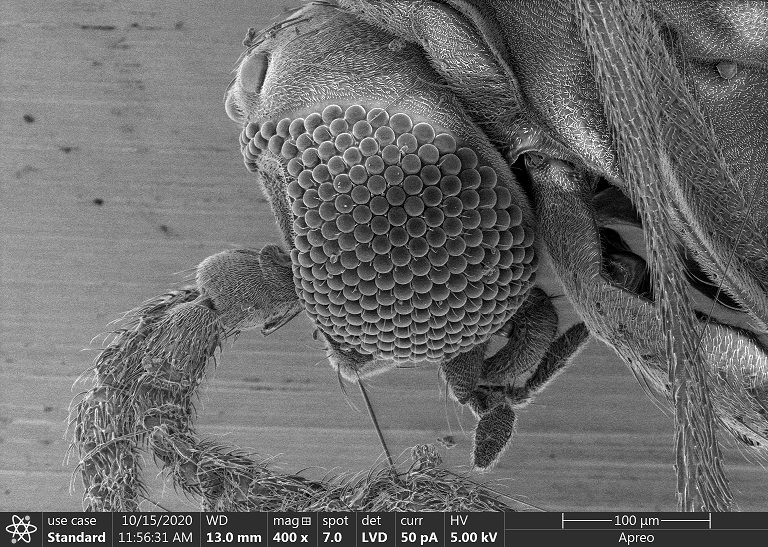 use case 10/15/2020 WD mag spot det curr HV 100 µm
Standard 11:56:31 AM 13.0 mm 400 x 7.0 LVD 50 pA 5.00 kV Apreo